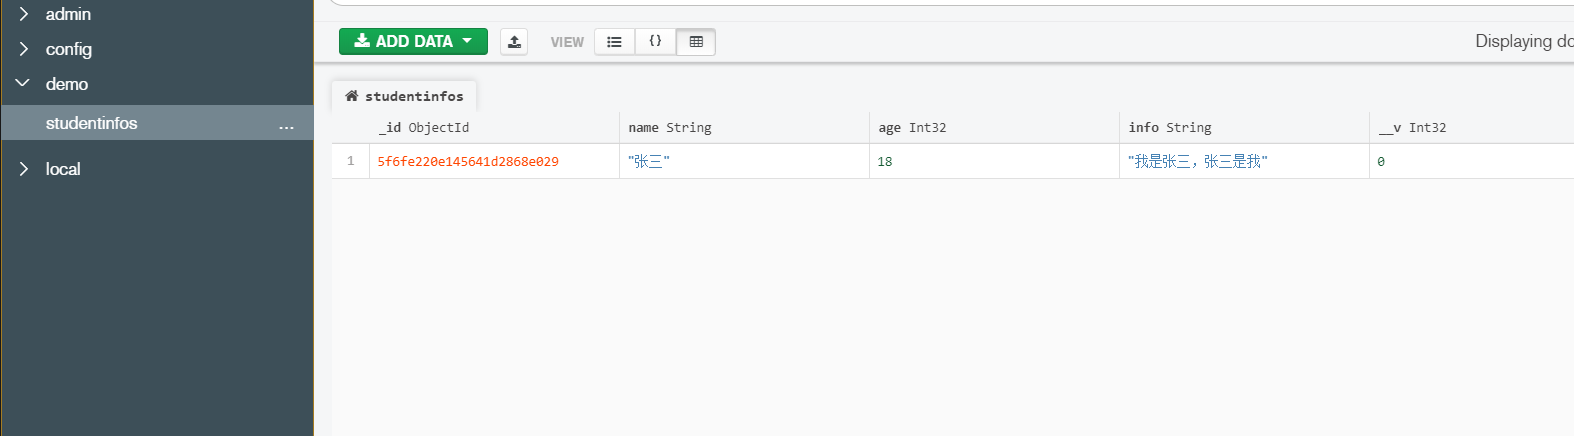 admin
config
demo
studentinfos ...
local
ADD DATA
VIEW
{}
Displaying do
studentinfos
_id ObjectId name String age Int32 info String __v Int32
1 5f6fe220e145641d2868e029 "张三" 18 "我是张三，张三是我" 0